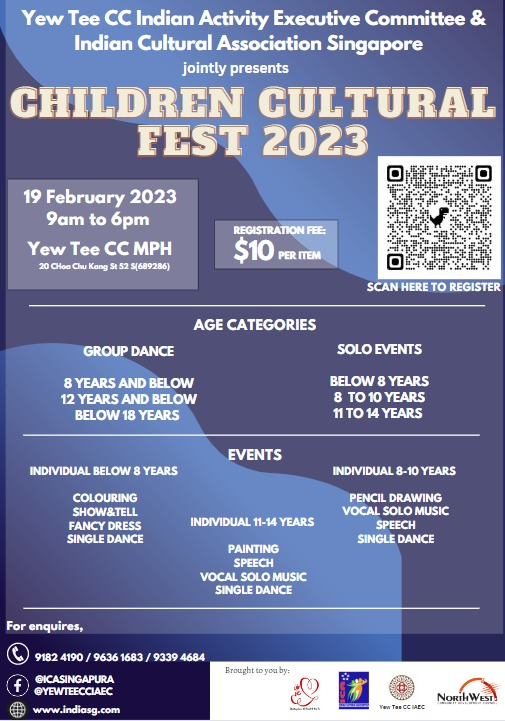 Yew Tee CC Indian Activity Executive Committee &
Indian Cultural Association Singapore
jointly presents
CHILDREN CULTURAL
FEST 2023
19 February 2023
9am to 6pm
Yew Tee CC MPH
20 CHoa Chu Kang St 52 S(689286)
REGISTRATION FEE:
$10 PER ITEM
SCAN HERE TO REGISTER
AGE CATEGORIES
GROUP DANCE
8 YEARS AND BELOW
12 YEARS AND BELOW
BELOW 18 YEARS
SOLO EVENTS
BELOW 8 YEARS
8 TO 10 YEARS
11 TO 14 YEARS
EVENTS
INDIVIDUAL BELOW 8 YEARS
COLOURING
SHOW&TELL
FANCY DRESS
SINGLE DANCE
INDIVIDUAL 11-14 YEARS
PAINTING
SPEECH
VOCAL SOLO MUSIC
SINGLE DANCE
INDIVIDUAL 8-10 YEARS
PENCIL DRAWING
VOCAL SOLO MUSIC
SPEECH
SINGLE DANCE
For enquires,
9182 4190 / 9636 1683 / 9339 4684
@ICASINGAPURA
@YEWTEECCIAEC
www.indiasg.com
Brought to you by:
Yew Tee CC IAEC
NORTHWEST